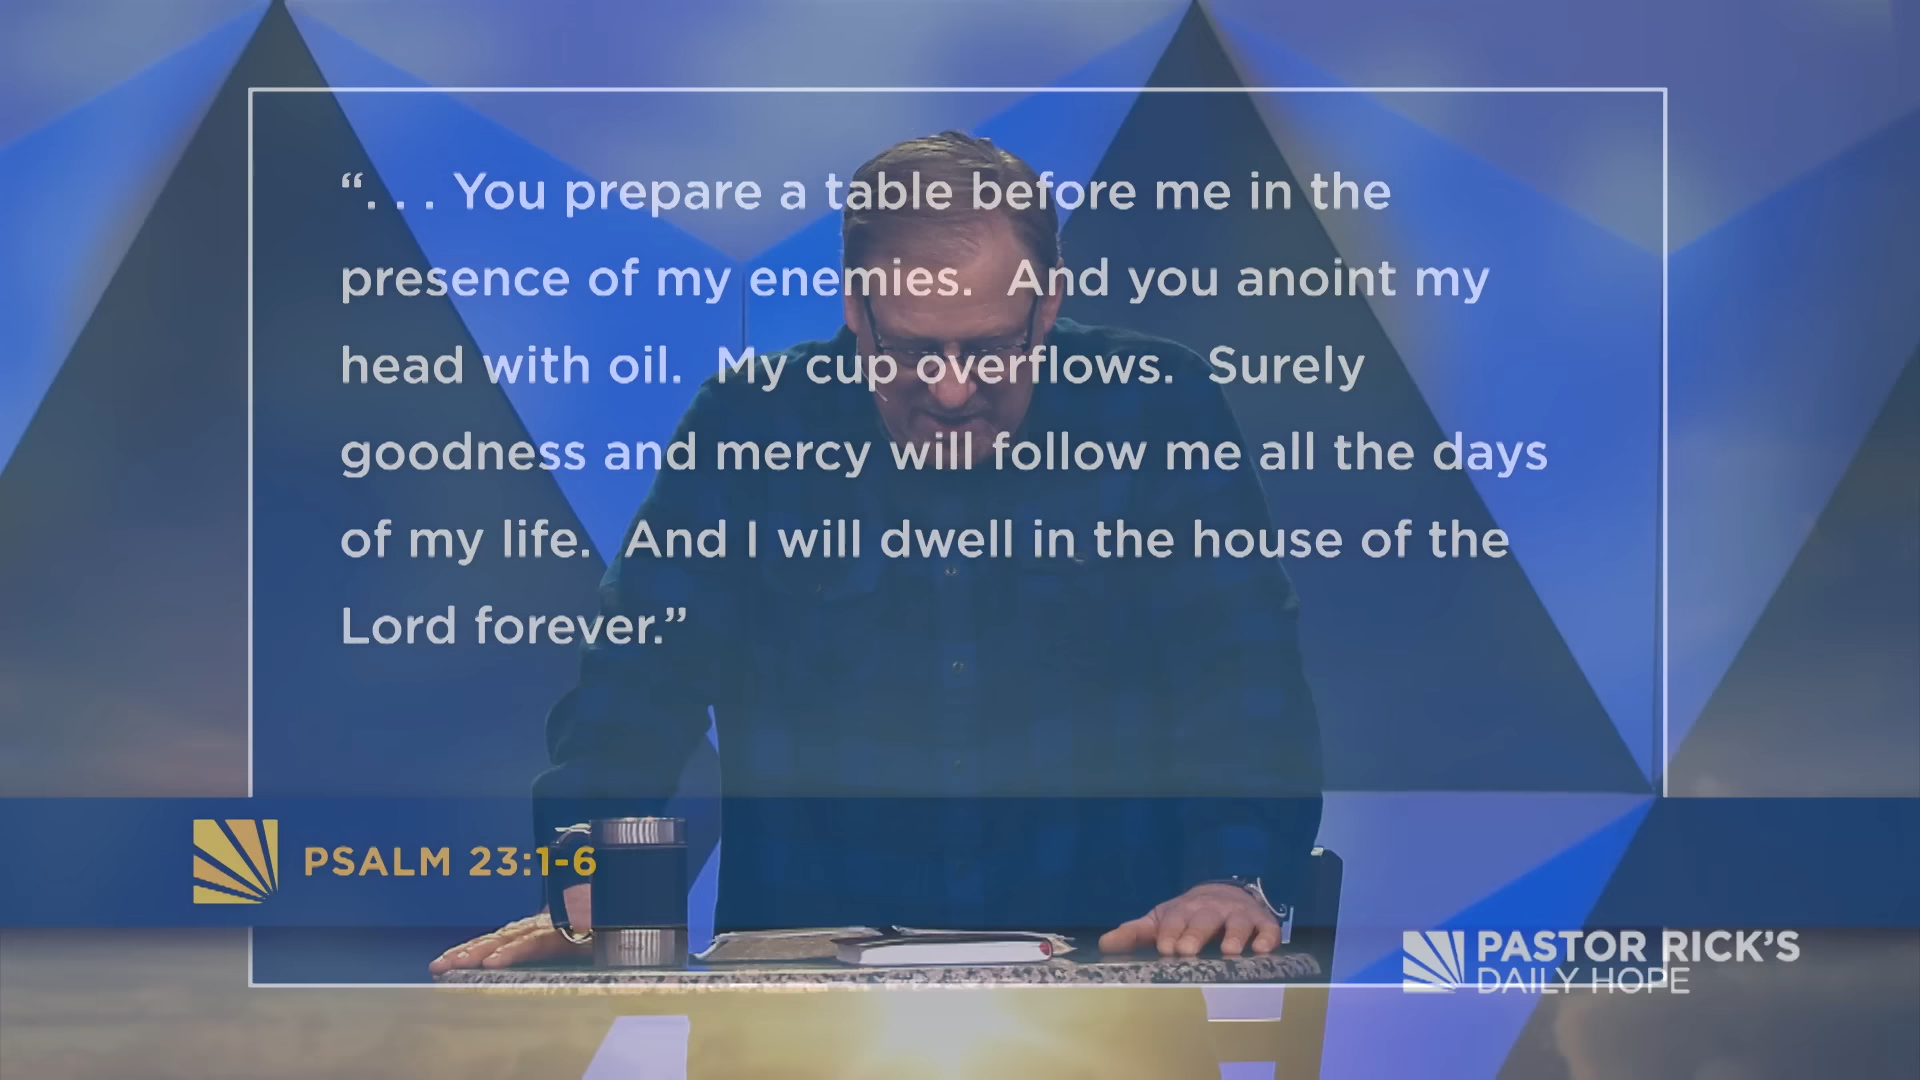 “. . . You prepare a table before me in the
presence of my enemies.  And you anoint my
head with oil.  My cup overflows.  Surely
goodness and mercy will follow me all the days
of my life.  And I will dwell in the house of the
Lord forever.”
PSALM 23:1-6
PASTOR RICK’S
DAILY HOPE